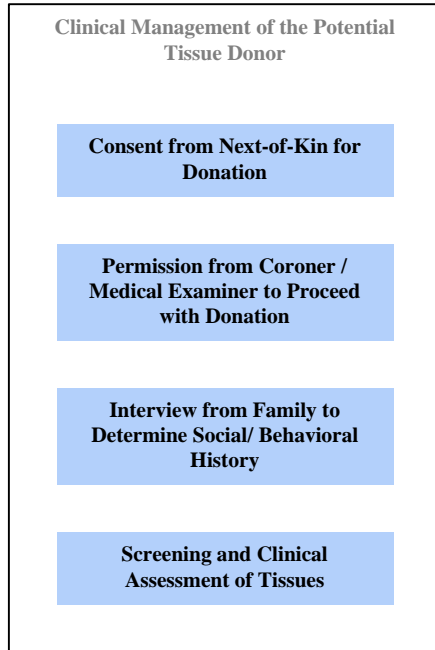 Clinical Management of the Potential
Tissue Donor
Consent from Next-of-Kin for
Donation
Permission from Coroner /
Medical Examiner to Proceed
with Donation
Interview from Family to
Determine Social/ Behavioral
History
Screening and Clinical
Assessment of Tissues